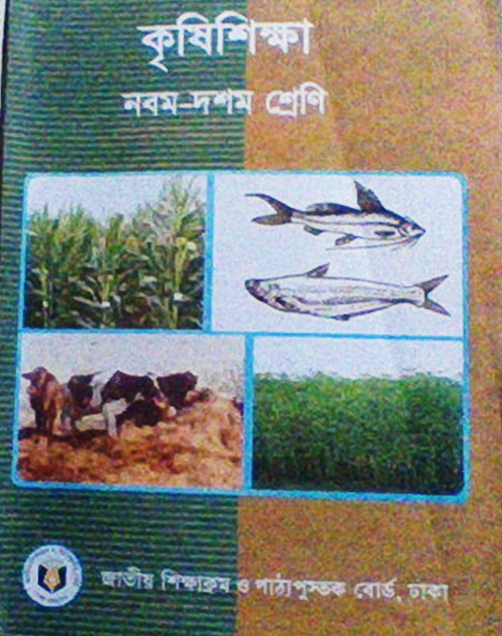 কৃষিশিক্ষা
নবম-দশম শ্রেণি
জাতীয় শিক্ষাক্রম ও পাঠ্যপুস্তক বোর্ড, ঢাকা